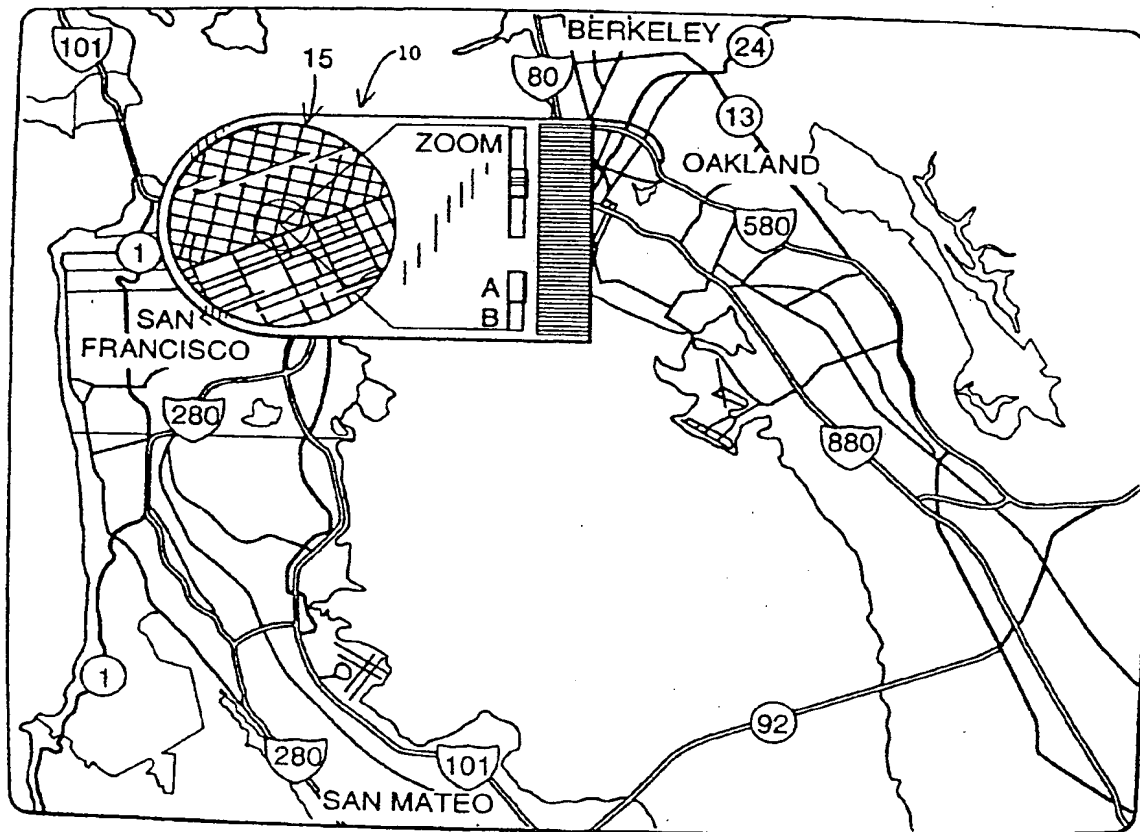 101
15
10
BERKELEY
24
80
13
ZOOM
OAKLAND
1
580
A
B
SAN
FRANCISCO
280
880
1
92
280
101
SAN MATEO